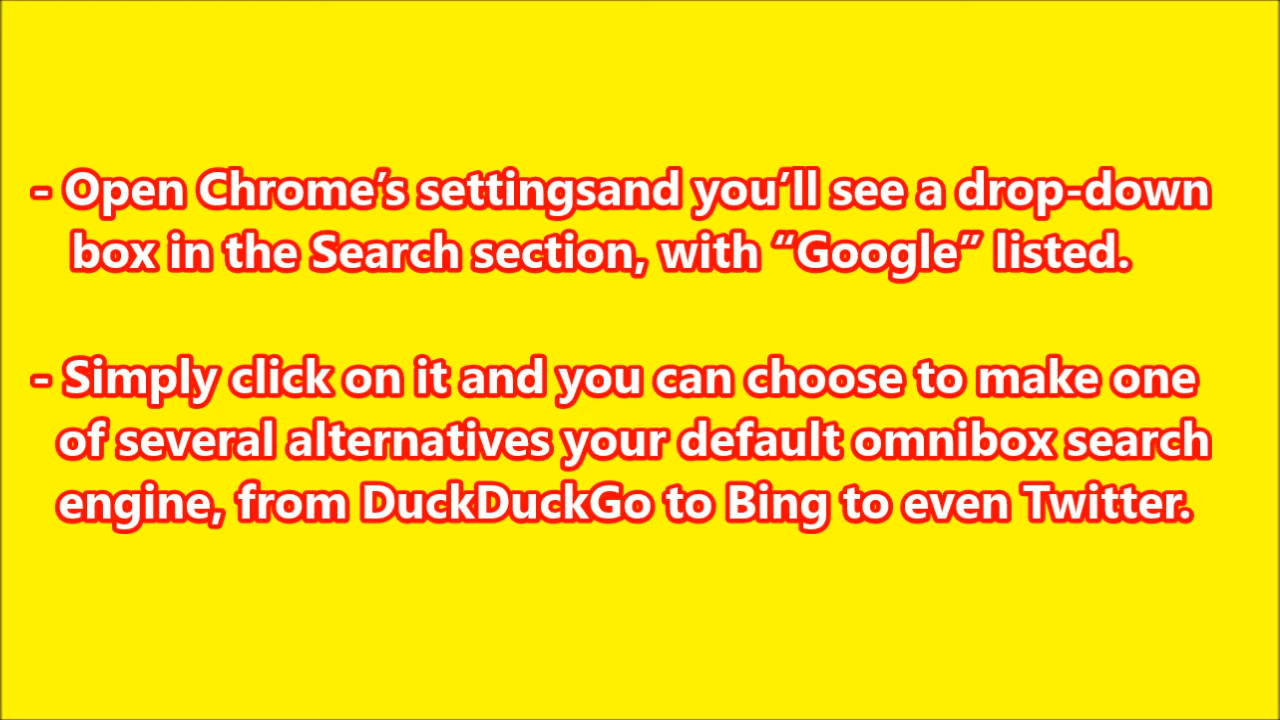 - Open Chrome’s settingsand you’ll see a drop-down
box in the Search section, with “Google” listed.
- Simply click on it and you can choose to make one
of several alternatives your default omnibox search
engine, from DuckDuckGo to Bing to even Twitter.